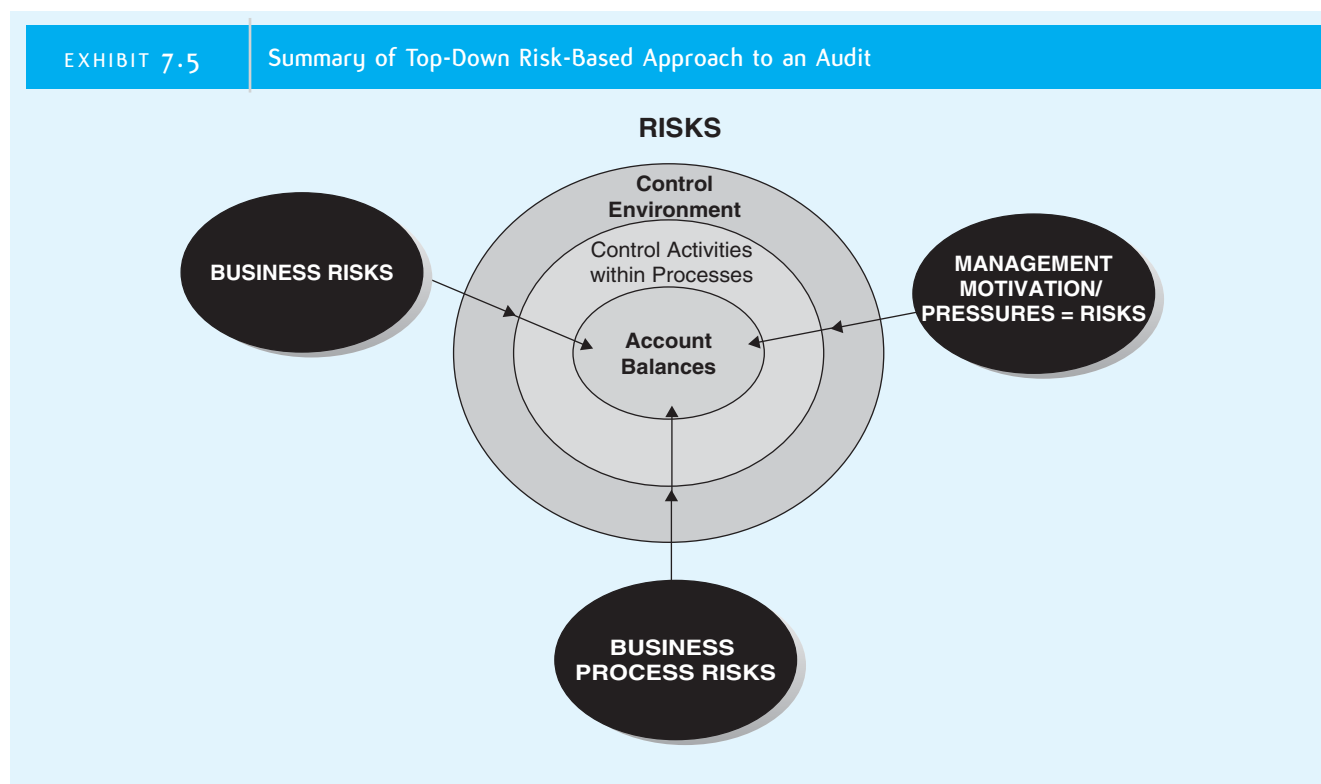 EXHIBIT 7.5
Summary of Top-Down Risk-Based Approach to an Audit
RISKS
Control
Environment
Control Activities
within Processes
Account
Balances
BUSINESS RISKS
MANAGEMENT
MOTIVATION/
PRESSURES = RISKS
BUSINESS
PROCESS RISKS